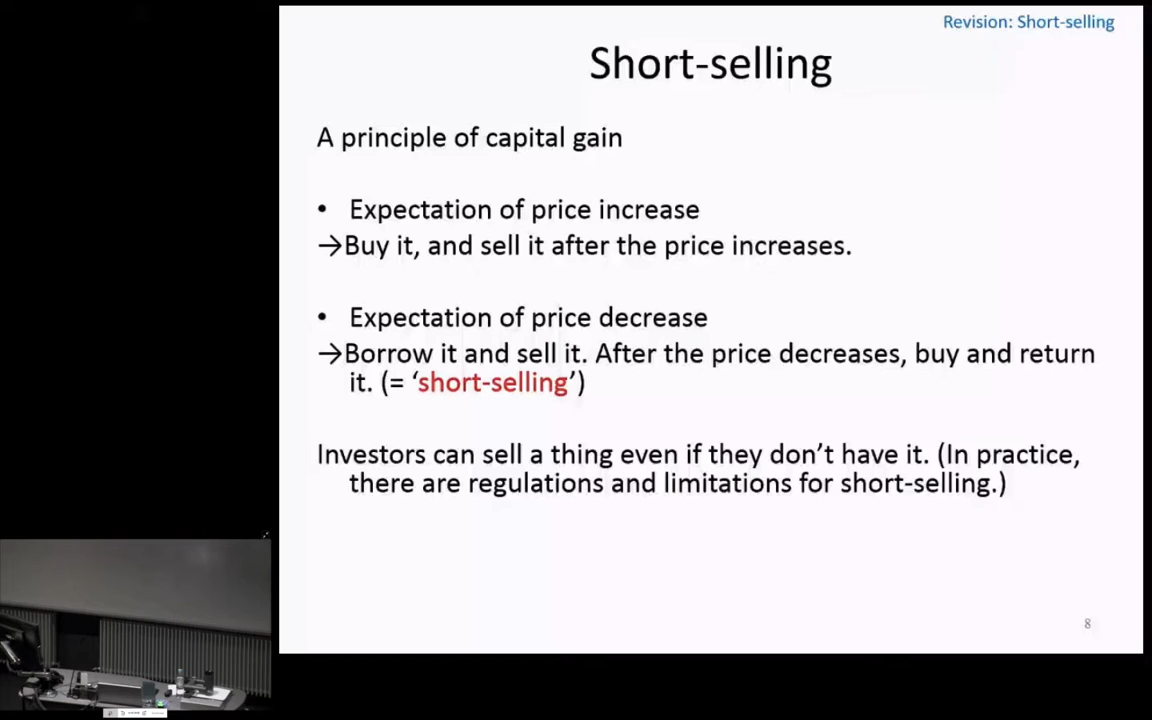 Revision: Short-selling
Short-selling
A principle of capital gain
• Expectation of price increase
→Buy it, and sell it after the price increases.
• Expectation of price decrease
→Borrow it and sell it. After the price decreases, buy and return
it. (= ‘short-selling’)
Investors can sell a thing even if they don’t have it. (In practice,
there are regulations and limitations for short-selling.)
8